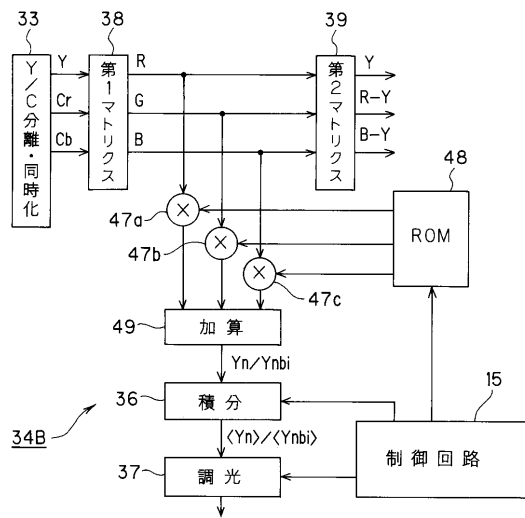 33
38
39
Y／C分離・同時化
Y
Cr
Cb
第1マトリクス
R
G
B
第2マトリクス
Y
R-Y
B-Y
48
ROM
47a
×
47b
×
47c
×
49
加算
Yn/Ynbi
36
積分
15
34B
〈Yn〉/〈Ynbi〉
制御回路
37
調光